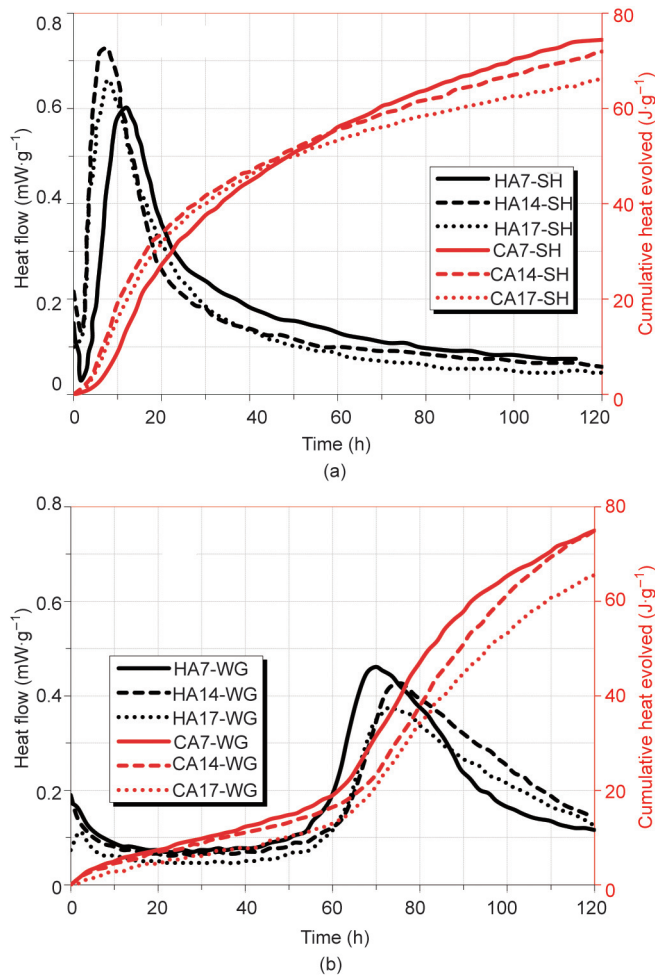 0.8
0.6
0.4
0.2
0
Heat flow (mW·g⁻¹)
80
60
40
20
0
Cumulative heat evolved (J·g⁻¹)
HA7-SH
HA14-SH
HA17-SH
CA7-SH
CA14-SH
CA17-SH
0 20 40 60 80 100 120
Time (h)
(a)
0.8
0.6
0.4
0.2
0
Heat flow (mW·g⁻¹)
80
60
40
20
0
Cumulative heat evolved (J·g⁻¹)
HA7-WG
HA14-WG
HA17-WG
CA7-WG
CA14-WG
CA17-WG
0 20 40 60 80 100 120
Time (h)
(b)